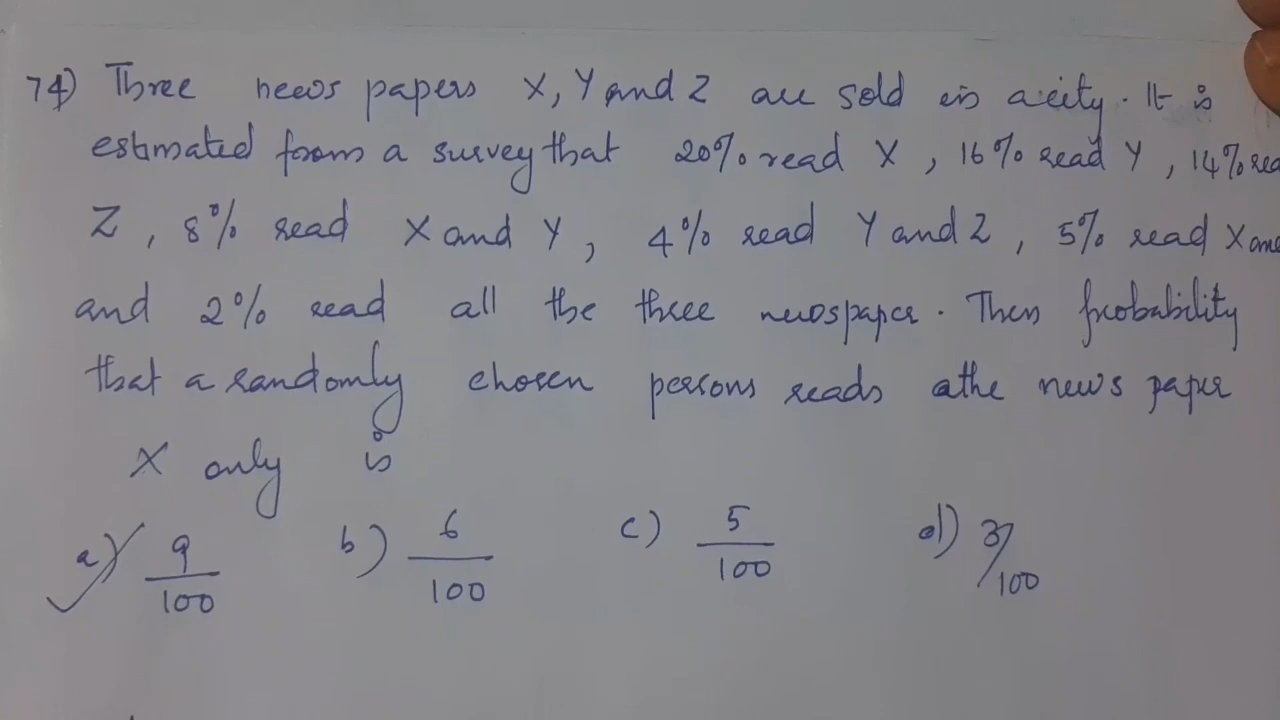 74) Three news papers X, Y and Z are sold in a city. It is
estimated from a survey that 20% read X, 16% read Y, 14% rea
Z, 8% read X and Y, 4% read Y and Z, 5% read X and
and 2% read all the three newspaper. Then probability
that a randomly chosen persons reads athe news paper
X only is
a) 9/100 b) 6/100 c) 5/100 d) 3/100